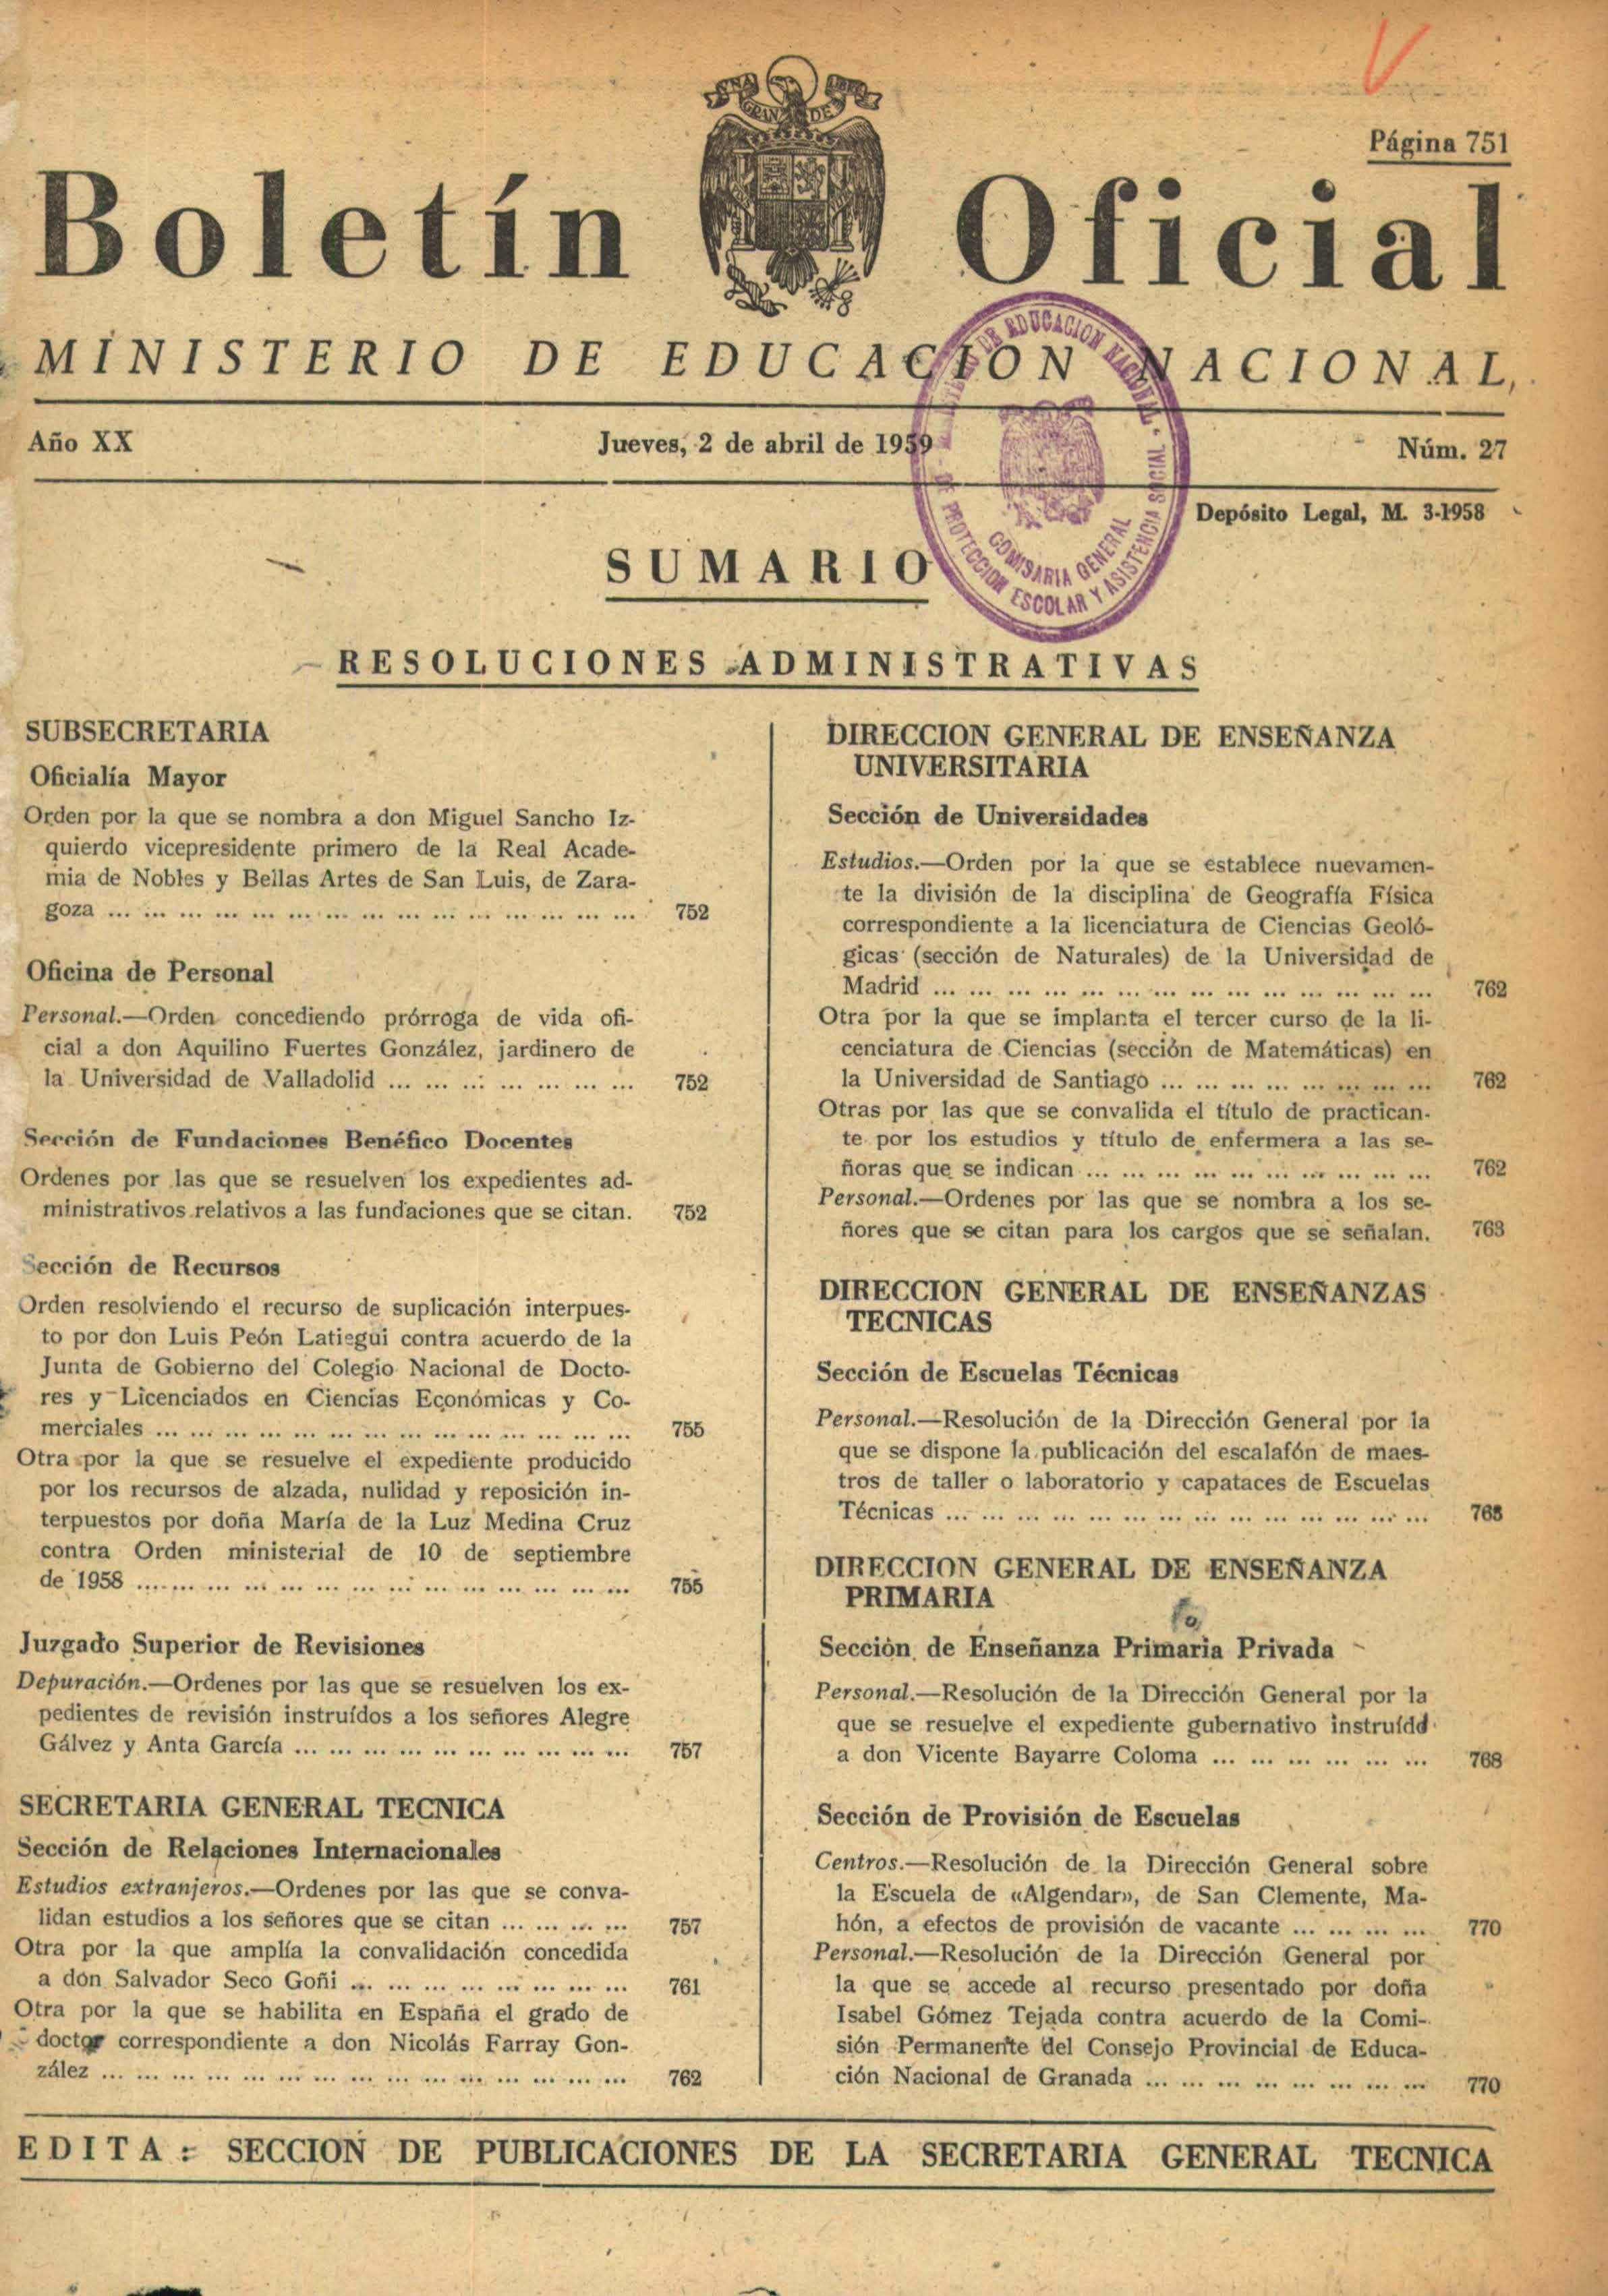 Página 751
Boletín Oficial
MINISTERIO DE EDUCACION NACIONAL
Año XX
Jueves, 2 de abril de 1959
Núm. 27
Depósito Legal, M. 3-1958
DE EDUCACION NACIONAL
COMISARIA GENERAL
DE PROTECCION ESCOLAR Y ASISTENCIA SOCIAL
SUMARIO
RESOLUCIONES ADMINISTRATIVAS
SUBSECRETARIA
Oficialía Mayor
Orden por la que se nombra a don Miguel Sancho Iz-
quierdo vicepresidente primero de la Real Acade-
mia de Nobles y Bellas Artes de San Luis, de Zara-
goza ... ... ... ... ... ... ... ... ... ... ... ... ... ... ... 752
Oficina de Personal
Personal.—Orden concediendo prórroga de vida ofi-
cial a don Aquilino Fuertes González, jardinero de
la Universidad de Valladolid ... ... ... ... ... ... ... 752
Sección de Fundaciones Benéfico Docentes
Ordenes por las que se resuelven los expedientes ad-
ministrativos relativos a las fundaciones que se citan. 752
Sección de Recursos
Orden resolviendo el recurso de suplicación interpues-
to por don Luis Peón Latiegui contra acuerdo de la
Junta de Gobierno del Colegio Nacional de Docto-
res y Licenciados en Ciencias Económicas y Co-
merciales ... ... ... ... ... ... ... ... ... ... ... ... ... ... 755
Otra por la que se resuelve el expediente producido
por los recursos de alzada, nulidad y reposición in-
terpuestos por doña María de la Luz Medina Cruz
contra Orden ministerial de 10 de septiembre
de 1958 ... ... ... ... ... ... ... ... ... ... ... ... ... ... 755
Juzgado Superior de Revisiones
Depuración.—Ordenes por las que se resuelven los ex-
pedientes de revisión instruídos a los señores Alegre
Gálvez y Anta García ... ... ... ... ... ... ... ... ... ... 757
SECRETARIA GENERAL TECNICA
Sección de Relaciones Internacionales
Estudios extranjeros.—Ordenes por las que se conva-
lidan estudios a los señores que se citan ... ... ... ... 757
Otra por la que amplía la convalidación concedida
a don Salvador Seco Goñi ... ... ... ... ... ... ... ... 761
Otra por la que se habilita en España el grado de
doctor correspondiente a don Nicolás Farray Gon-
zález ... ... ... ... ... ... ... ... ... ... ... ... ... ... ... 762
DIRECCION GENERAL DE ENSEÑANZA
UNIVERSITARIA
Sección de Universidades
Estudios.—Orden por la que se establece nuevamen-
te la división de la disciplina de Geografía Física
correspondiente a la licenciatura de Ciencias Geoló-
gicas (sección de Naturales) de la Universidad de
Madrid ... ... ... ... ... ... ... ... ... ... ... ... ... ... 762
Otra por la que se implanta el tercer curso de la li-
cenciatura de Ciencias (sección de Matemáticas) en
la Universidad de Santiago ... ... ... ... ... ... ... ... 762
Otras por las que se convalida el título de practican-
te por los estudios y título de enfermera a las se-
ñoras que se indican ... ... ... ... ... ... ... ... ... ... 762
Personal.—Ordenes por las que se nombra a los se-
ñores que se citan para los cargos que se señalan. 763
DIRECCION GENERAL DE ENSEÑANZAS
TECNICAS
Sección de Escuelas Técnicas
Personal.—Resolución de la Dirección General por la
que se dispone la publicación del escalafón de maes-
tros de taller o laboratorio y capataces de Escuelas
Técnicas ... ... ... ... ... ... ... ... ... ... ... ... ... ...
DIRECCION GENERAL DE ENSEÑANZA
PRIMARIA
Sección de Enseñanza Primaria Privada
Personal.—Resolución de la Dirección General por la
que se resuelve el expediente gubernativo instruído
a don Vicente Bayarre Coloma ... ... ... ... ... ... 768
Sección de Provisión de Escuelas
Centros.—Resolución de la Dirección General sobre
la Escuela de «Algendar», de San Clemente, Ma-
hón, a efectos de provisión de vacante ... ... ... ... 770
Personal.—Resolución de la Dirección General por
la que se accede al recurso presentado por doña
Isabel Gómez Tejada contra acuerdo de la Comi-
sión Permanente del Consejo Provincial de Educa-
ción Nacional de Granada ... ... ... ... ... ... ... ... 770
EDITA: SECCION DE PUBLICACIONES DE LA SECRETARIA GENERAL TECNICA